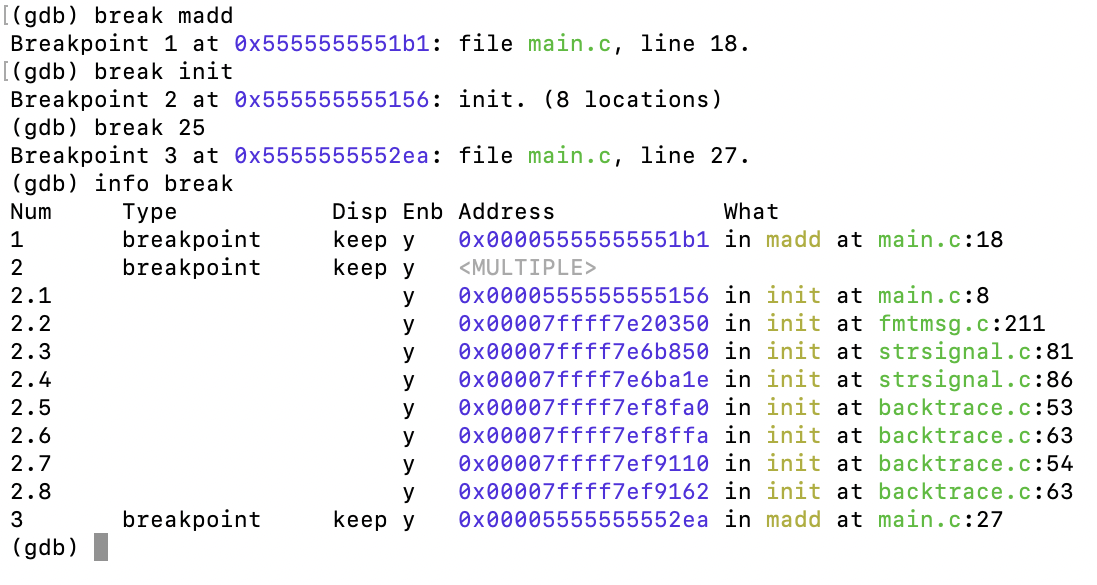 (gdb) break madd
Breakpoint 1 at 0x5555555551b1: file main.c, line 18.
(gdb) break init
Breakpoint 2 at 0x555555555156: init. (8 locations)
(gdb) break 25
Breakpoint 3 at 0x5555555552ea: file main.c, line 27.
(gdb) info break
Num     Type           Disp Enb Address            What
1       breakpoint     keep y   0x00005555555551b1 in madd at main.c:18
2       breakpoint     keep y   <MULTIPLE>
2.1                         y   0x0000555555555156 in init at main.c:8
2.2                         y   0x00007ffff7e20350 in init at fmtmsg.c:211
2.3                         y   0x00007ffff7e6b850 in init at strsignal.c:81
2.4                         y   0x00007ffff7e6ba1e in init at strsignal.c:86
2.5                         y   0x00007ffff7ef8fa0 in init at backtrace.c:53
2.6                         y   0x00007ffff7ef8ffa in init at backtrace.c:63
2.7                         y   0x00007ffff7ef9110 in init at backtrace.c:54
2.8                         y   0x00007ffff7ef9162 in init at backtrace.c:63
3       breakpoint     keep y   0x00005555555552ea in madd at main.c:27
(gdb)